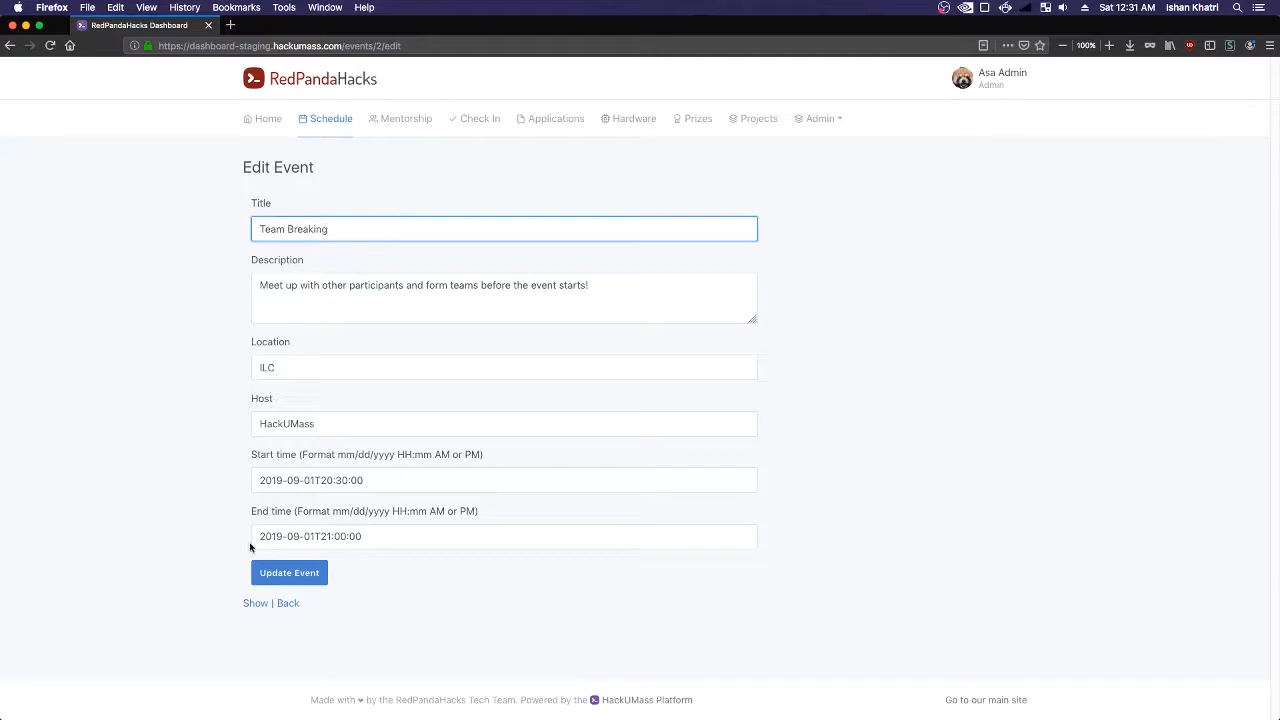 Firefox File Edit View History Bookmarks Tools Window Help Sat 12:31 AM Ishan Khatri
RedPandaHacks Dashboard
https://dashboard-staging.hackumass.com/events/2/edit 100%
RedPandaHacks
Asa Admin
Admin
Home Schedule Mentorship Check In Applications Hardware Prizes Projects Admin
Edit Event
Title
Team Breaking
Description
Meet up with other participants and form teams before the event starts!
Location
ILC
Host
HackUMass
Start time (Format mm/dd/yyyy HH:mm AM or PM)
2019-09-01T20:30:00
End time (Format mm/dd/yyyy HH:mm AM or PM)
2019-09-01T21:00:00
Update Event
Show | Back
Made with ❤ by the RedPandaHacks Tech Team. Powered by the HackUMass Platform Go to our main site